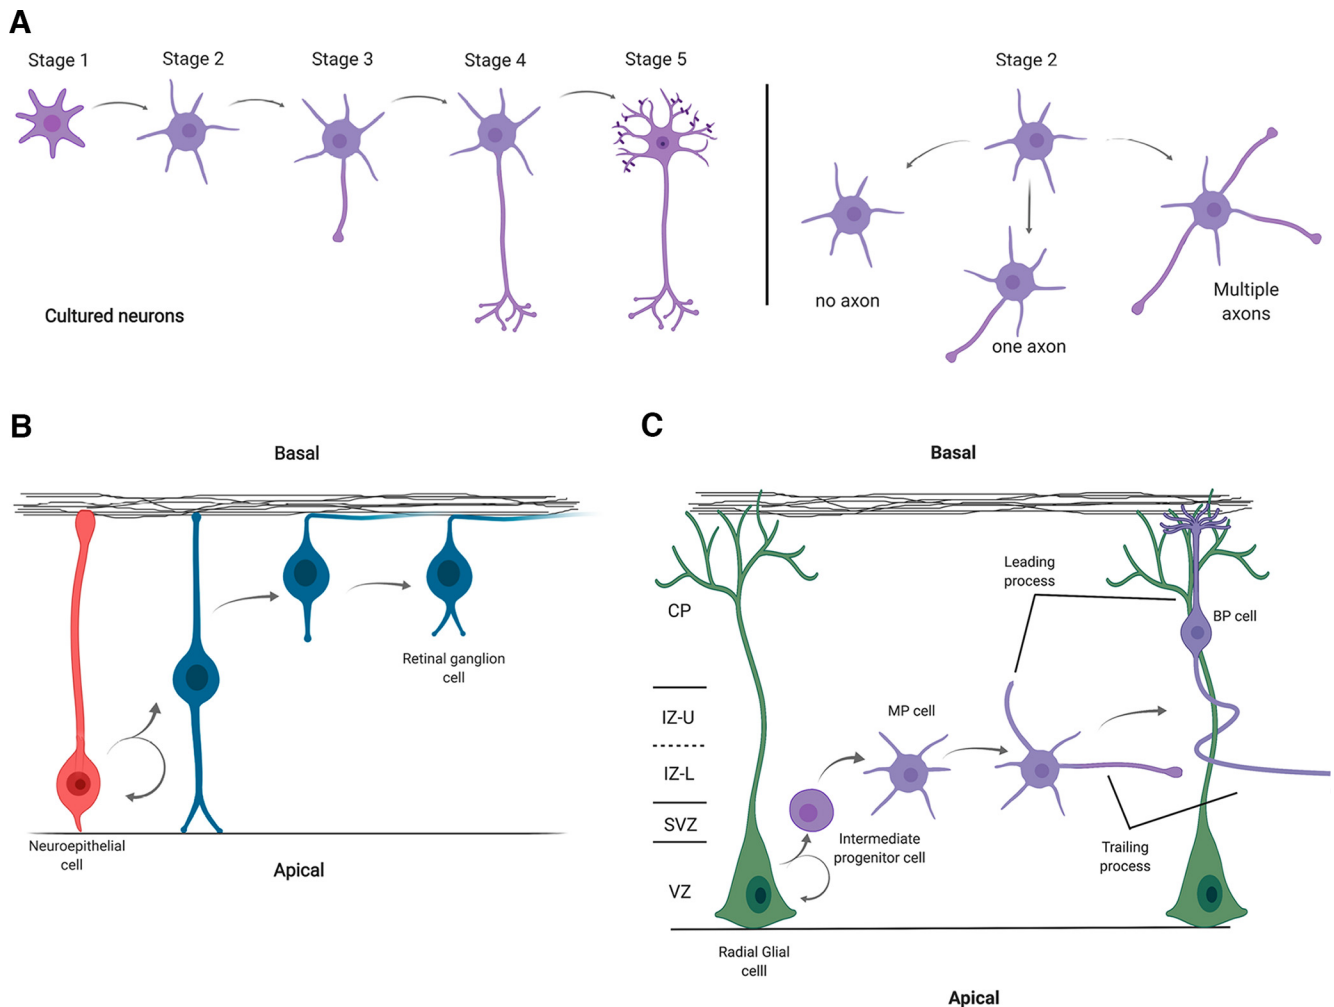 A
Stage 1
Stage 2
Stage 3
Stage 4
Stage 5
Stage 2
Cultured neurons
no axon
one axon
Multiple
axons
B
Basal
Retinal ganglion
cell
Neuroepithelial
cell
Apical
C
Basal
Leading
process
CP
BP cell
IZ-U
MP cell
IZ-L
SVZ
Intermediate
progenitor cell
Trailing
process
VZ
Radial Glial
celll
Apical